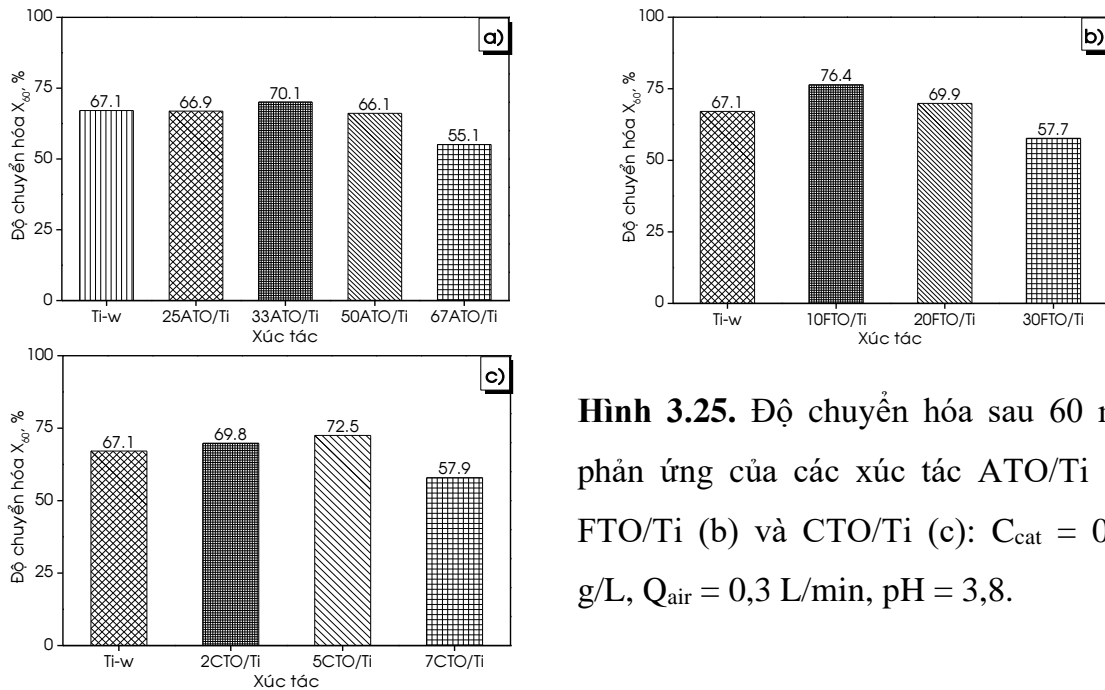 100
75
50
25
0
Độ chuyển hóa X60, %
a)
67.1
66.9
70.1
66.1
55.1
Ti-w 25ATO/Ti 33ATO/Ti 50ATO/Ti 67ATO/Ti
Xúc tác
100
75
50
25
0
Độ chuyển hóa X60, %
b)
67.1
76.4
69.9
57.7
Ti-w 10FTO/Ti 20FTO/Ti 30FTO/Ti
Xúc tác
100
75
50
25
0
Độ chuyển hóa X60, %
c)
67.1
69.8
72.5
57.9
Ti-w 2CTO/Ti 5CTO/Ti 7CTO/Ti
Xúc tác
Hình 3.25. Độ chuyển hóa sau 60
phản ứng của các xúc tác ATO/Ti
FTO/Ti (b) và CTO/Ti (c): Ccat =
g/L, Qair = 0,3 L/min, pH = 3,8.